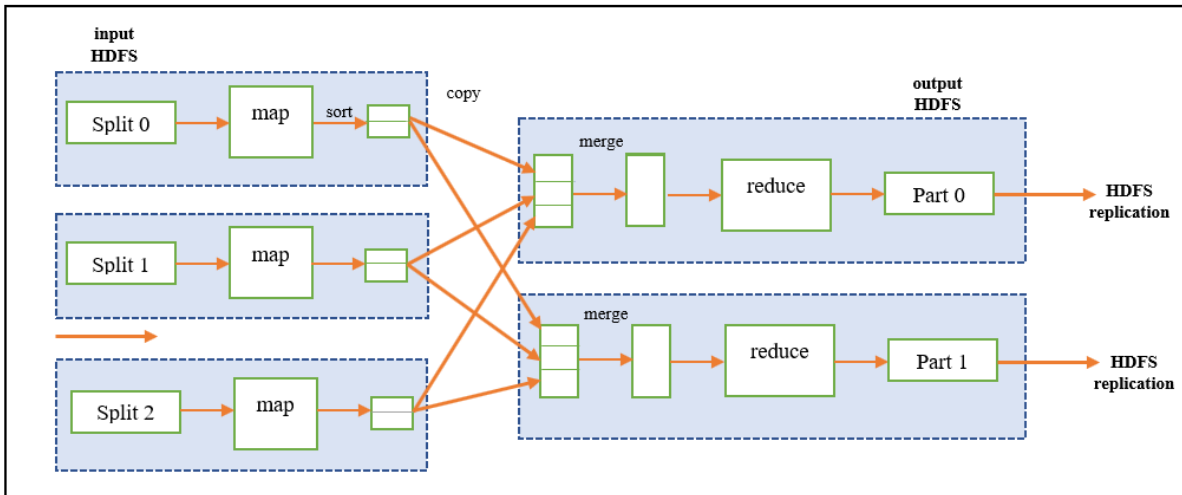 input
HDFS
Split 0
map
sort
copy
Split 1
map
Split 2
map
output
HDFS
merge
reduce
Part 0
HDFS
replication
merge
reduce
Part 1
HDFS
replication